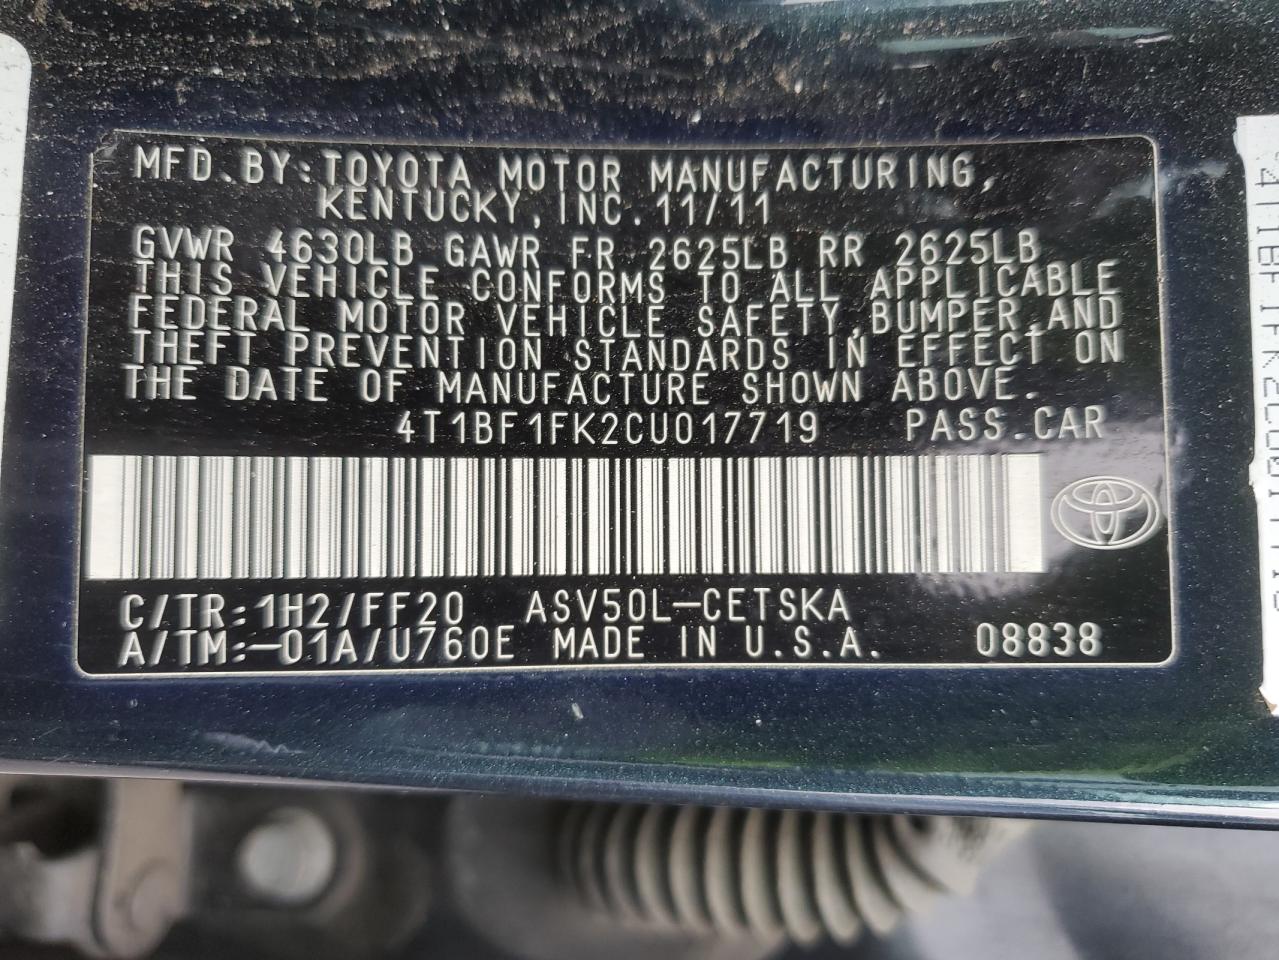 MFD.BY:TOYOTA MOTOR MANUFACTURING,
KENTUCKY,INC.11/11
GVWR 4630LB GAWR FR 2625LB RR 2625LB
THIS VEHICLE CONFORMS TO ALL APPLICABLE
FEDERAL MOTOR VEHICLE SAFETY,BUMPER,AND
THEFT PREVENTION STANDARDS IN EFFECT ON
THE DATE OF MANUFACTURE SHOWN ABOVE.
4T1BF1FK2CU017719 PASS.CAR
C/TR:1H2/FF20 ASV50L-CETSKA
A/TM:-01A/U760E MADE IN U.S.A. 08838